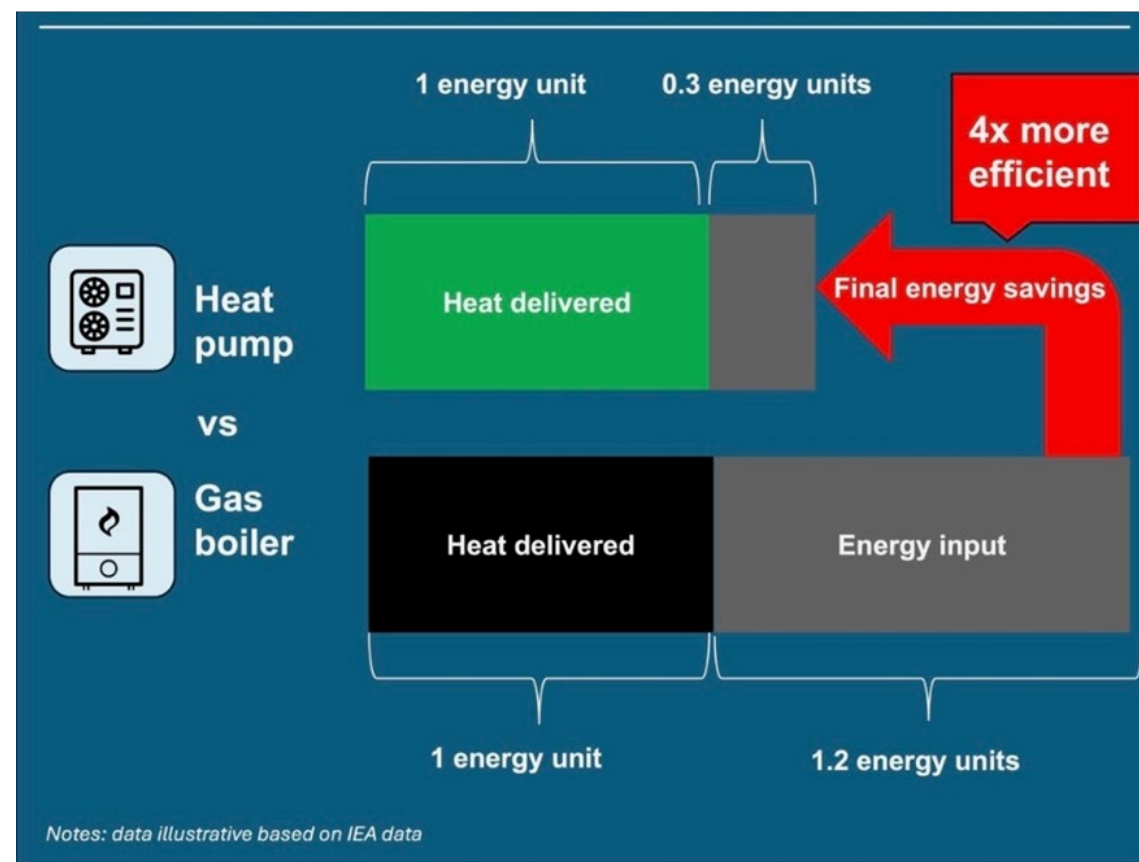 1 energy unit
0.3 energy units
4x more
efficient
Heat
pump
Heat delivered
Final energy savings
vs
Gas
boiler
Heat delivered
Energy input
1 energy unit
1.2 energy units
Notes: data illustrative based on IEA data